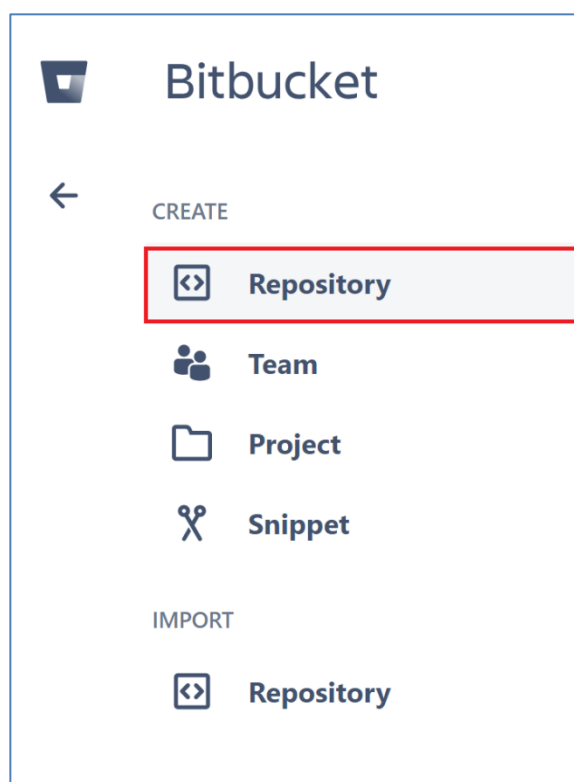 Bitbucket
CREATE
Repository
Team
Project
Snippet
IMPORT
Repository